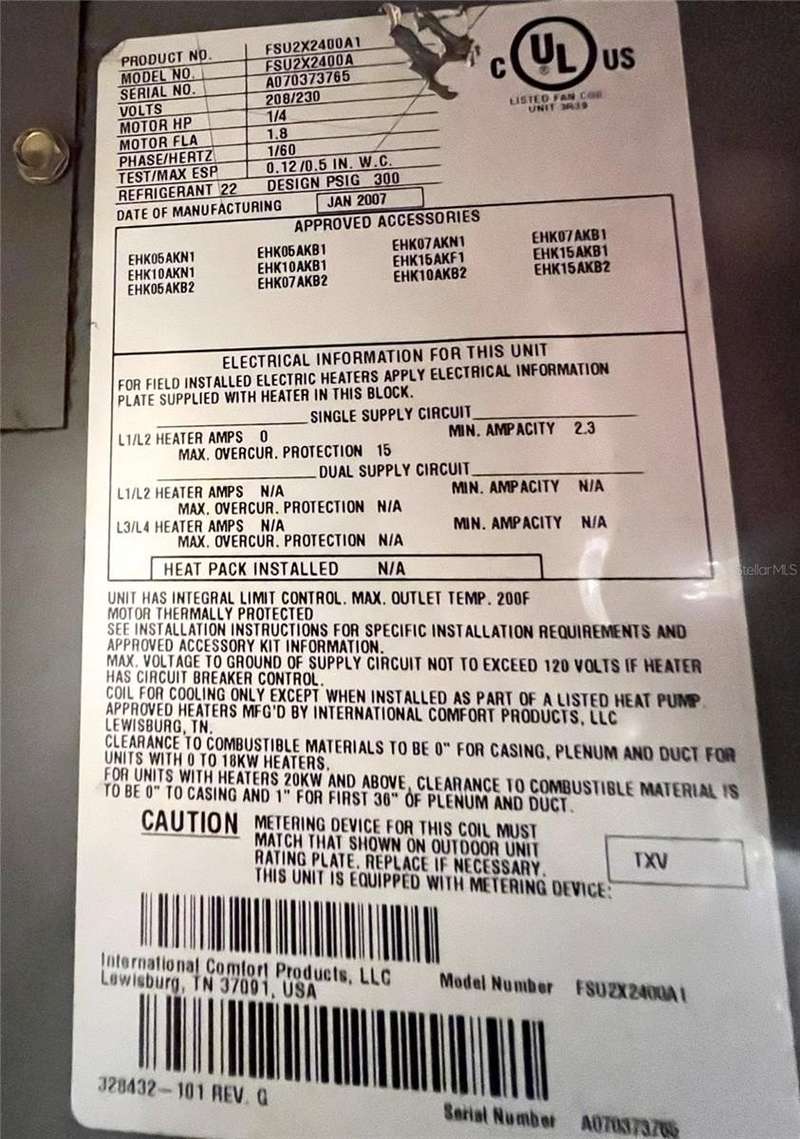 PRODUCT NO. FSU2X2400A1
MODEL NO. FSU2X2400A
SERIAL NO. A070373765
VOLTS 208/230
MOTOR HP 1/4
MOTOR FLA 1.8
PHASE/HERTZ 1/60
TEST/MAX ESP 0.12/0.5 IN. W.C.
REFRIGERANT 22 DESIGN PSIG 300
DATE OF MANUFACTURING JAN 2007
C UL US
®
LISTED FAN COIL
UNIT 3R39
APPROVED ACCESSORIES
EHK05AKN1 EHK05AKB1 EHK07AKN1 EHK07AKB1
EHK10AKN1 EHK10AKB1 EHK15AKF1 EHK15AKB1
EHK05AKB2 EHK07AKB2 EHK10AKB2 EHK15AKB2
ELECTRICAL INFORMATION FOR THIS UNIT
FOR FIELD INSTALLED ELECTRIC HEATERS APPLY ELECTRICAL INFORMATION
PLATE SUPPLIED WITH HEATER IN THIS BLOCK.
SINGLE SUPPLY CIRCUIT
L1/L2 HEATER AMPS 0 MIN. AMPACITY 2.3
MAX. OVERCUR. PROTECTION 15
DUAL SUPPLY CIRCUIT
L1/L2 HEATER AMPS N/A MIN. AMPACITY N/A
MAX. OVERCUR. PROTECTION N/A
L3/L4 HEATER AMPS N/A MIN. AMPACITY N/A
MAX. OVERCUR. PROTECTION N/A
HEAT PACK INSTALLED N/A
UNIT HAS INTEGRAL LIMIT CONTROL. MAX. OUTLET TEMP. 200F
MOTOR THERMALLY PROTECTED
SEE INSTALLATION INSTRUCTIONS FOR SPECIFIC INSTALLATION REQUIREMENTS AND
APPROVED ACCESSORY KIT INFORMATION.
MAX. VOLTAGE TO GROUND OF SUPPLY CIRCUIT NOT TO EXCEED 120 VOLTS IF HEATER
HAS CIRCUIT BREAKER CONTROL.
COIL FOR COOLING ONLY EXCEPT WHEN INSTALLED AS PART OF A LISTED HEAT PUMP.
APPROVED HEATERS MFG'D BY INTERNATIONAL COMFORT PRODUCTS, LLC
LEWISBURG, TN.
CLEARANCE TO COMBUSTIBLE MATERIALS TO BE 0" FOR CASING, PLENUM AND DUCT FOR
UNITS WITH 0 TO 18KW HEATERS.
FOR UNITS WITH HEATERS 20KW AND ABOVE, CLEARANCE TO COMBUSTIBLE MATERIAL IS
TO BE 0" TO CASING AND 1" FOR FIRST 36" OF PLENUM AND DUCT.
CAUTION METERING DEVICE FOR THIS COIL MUST
MATCH THAT SHOWN ON OUTDOOR UNIT
RATING PLATE. REPLACE IF NECESSARY.
THIS UNIT IS EQUIPPED WITH METERING DEVICE: TXV
International Comfort Products, LLC
Lewisburg, TN 37091, USA
Model Number FSU2X2400A1
328432-101 REV. G
Serial Number A070373765
StellarMLS